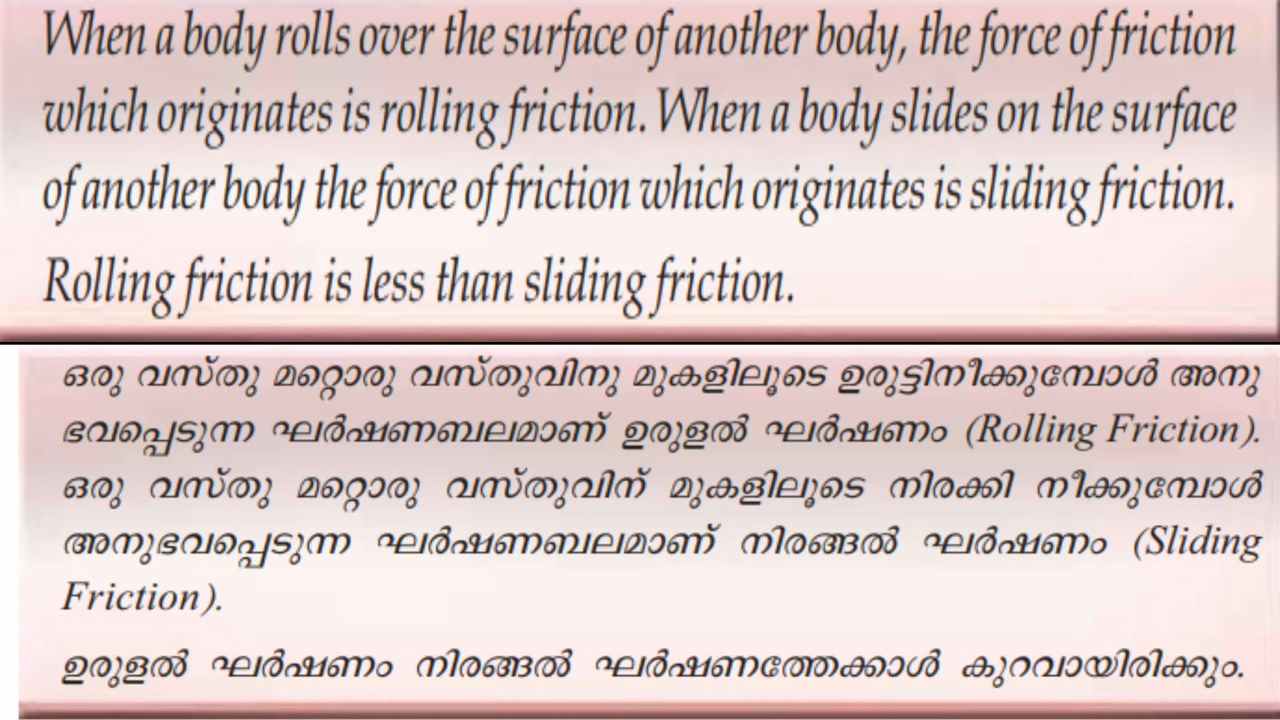 When a body rolls over the surface of another body, the force of friction
which originates is rolling friction. When a body slides on the surface
of another body the force of friction which originates is sliding friction.
Rolling friction is less than sliding friction.
ഒരു വസ്തു മറ്റൊരു വസ്തുവിനു മുകളിലൂടെ ഉരുട്ടിനീക്കുമ്പോൾ അനു
ഭവപ്പെടുന്ന ഘർഷണബലമാണ് ഉരുളൽ ഘർഷണം (Rolling Friction).
ഒരു വസ്തു മറ്റൊരു വസ്തുവിന് മുകളിലൂടെ നിരക്കി നീക്കുമ്പോൾ
അനുഭവപ്പെടുന്ന ഘർഷണബലമാണ് നിരങ്ങൽ ഘർഷണം (Sliding
Friction).
ഉരുളൽ ഘർഷണം നിരങ്ങൽ ഘർഷണത്തേക്കാൾ കുറവായിരിക്കും.